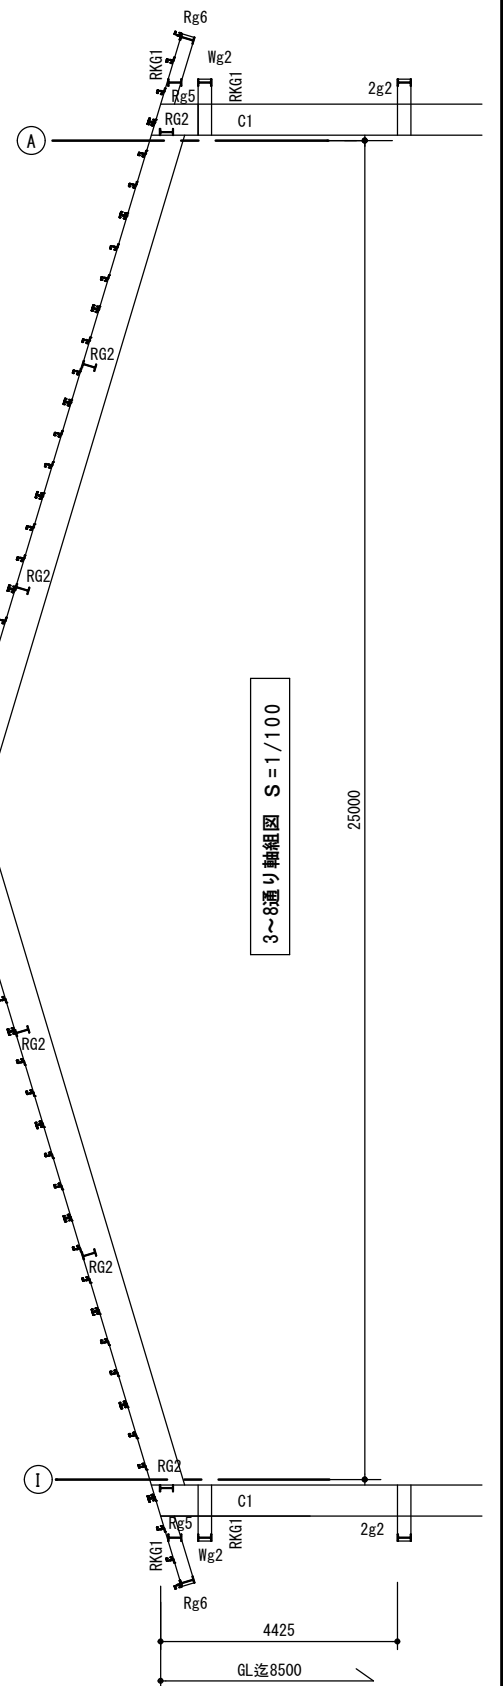 Rg6
RKG1
Wg2
RKG1
2g2
Rg5
RG2
C1
A
RG2
RG2
3～8通り軸組図 S=1/100
25000
RG2
RG2
RG2
I
C1
Rg5
RKG1
2g2
RKG1
Wg2
Rg6
4425
GL迄8500